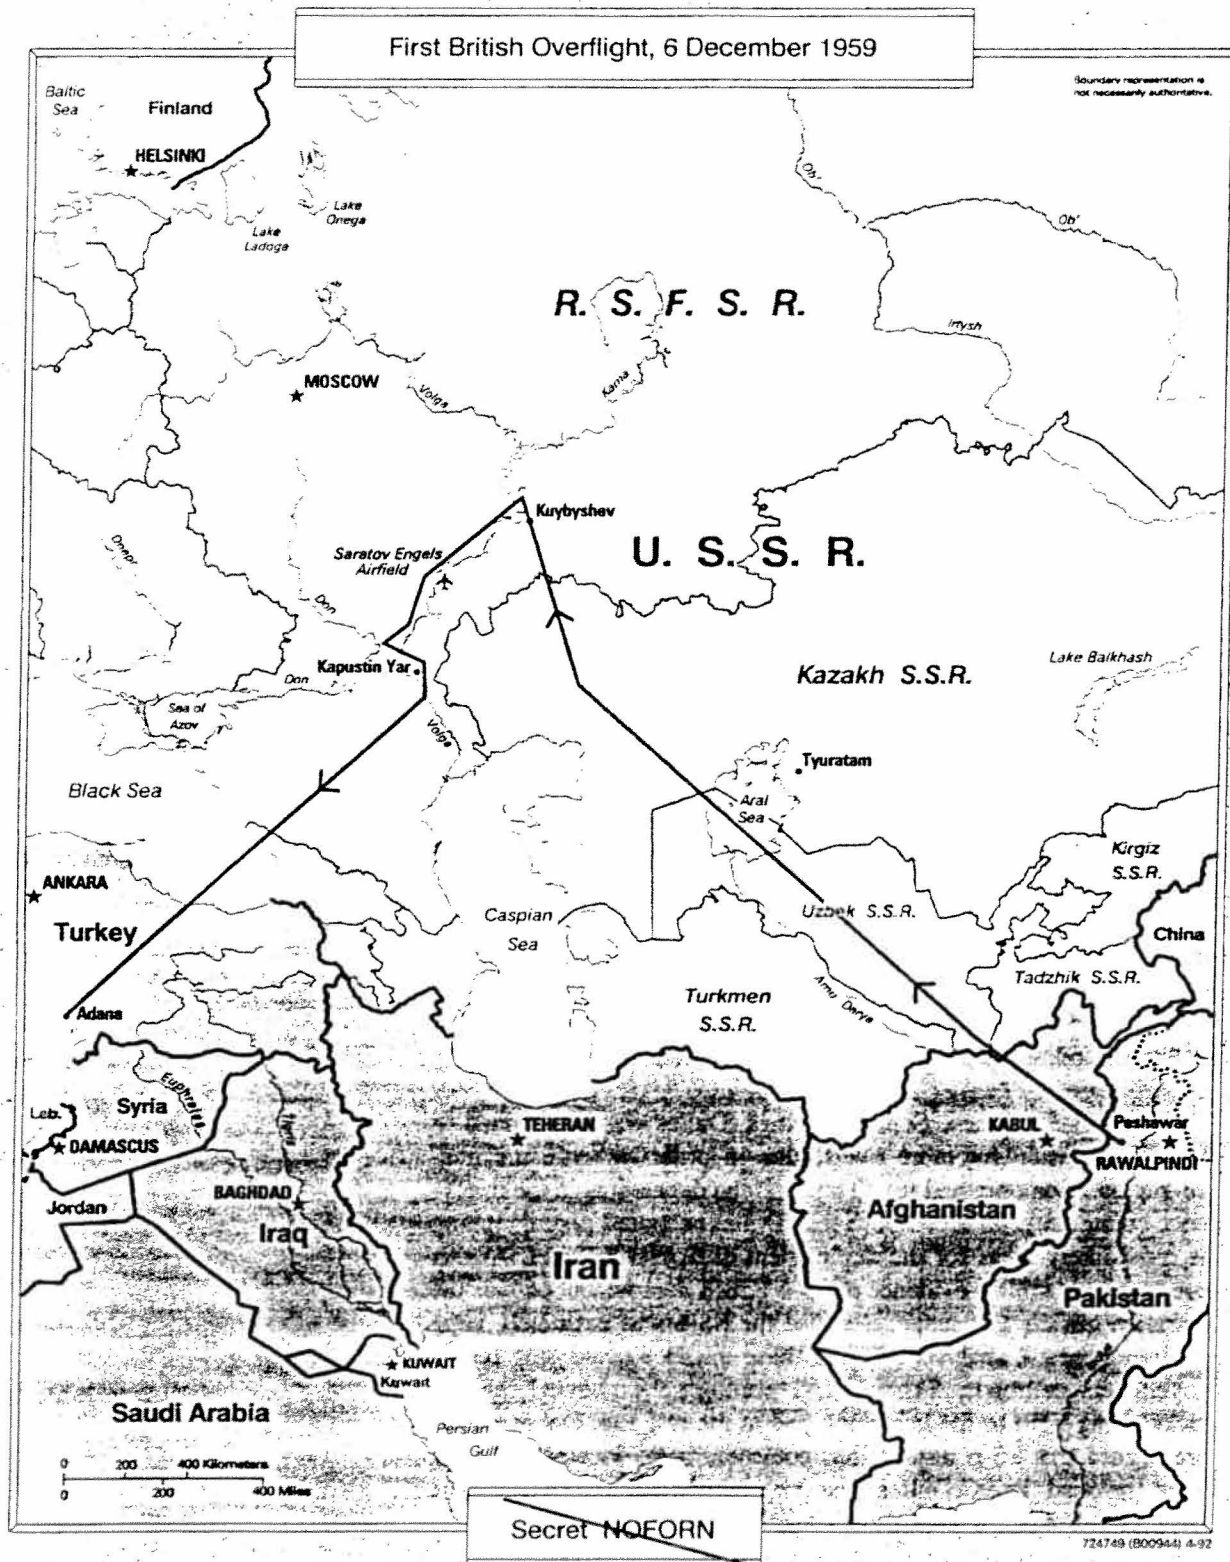 First British Overflight, 6 December 1959
Boundary representation is
not necessarily authoritative.
Baltic
Sea
Finland
HELSINKI
Lake
Onega
Lake
Ladoga
Ob'
Ob'
R. S. F. S. R.
Irtysh
MOSCOW
Volga
Kama
Kuybyshev
U. S. S. R.
Saratov Engels
Airfield
Dnepr
Don
Kapustin Yar
Don
Kazakh S.S.R.
Lake Balkhash
Sea of
Azov
Volga
Tyuratam
Black Sea
Aral
Sea
Kirgiz
S.S.R.
ANKARA
Caspian
Sea
Uzbek S.S.R.
Turkey
China
Tadzhik S.S.R.
Turkmen
S.S.R.
Amu Darya
Adana
Euphrates
Leb.
Syria
Tigris
TEHERAN
KABUL
Peshawar
DAMASCUS
RAWALPINDI
BAGHDAD
Jordan
Iraq
Afghanistan
Iran
Pakistan
KUWAIT
Kuwait
Saudi Arabia
Persian
Gulf
0 200 400 Kilometers
0 200 400 Miles
Secret NOFORN
724749 (B00944) 4-92